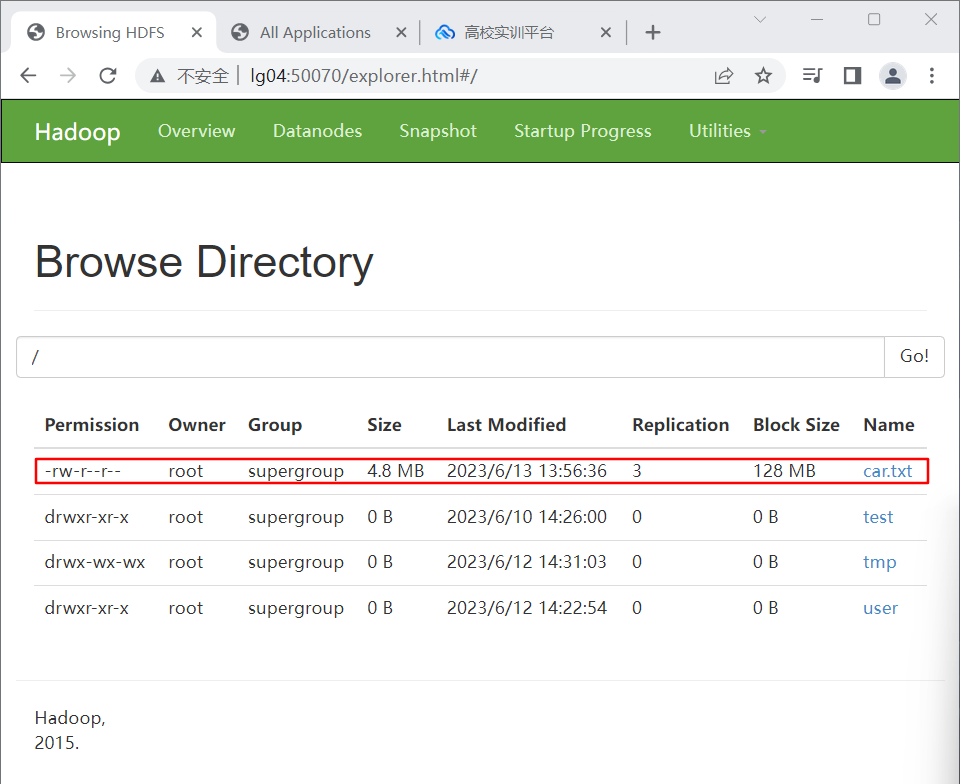 Browsing HDFS All Applications 高校实训平台
不安全 lg04:50070/explorer.html#/
Hadoop Overview Datanodes Snapshot Startup Progress Utilities
Browse Directory
/ Go!
Permission Owner Group Size Last Modified Replication Block Size Name
-rw-r--r-- root supergroup 4.8 MB 2023/6/13 13:56:36 3 128 MB car.txt
drwxr-xr-x root supergroup 0 B 2023/6/10 14:26:00 0 0 B test
drwx-wx-wx root supergroup 0 B 2023/6/12 14:31:03 0 0 B tmp
drwxr-xr-x root supergroup 0 B 2023/6/12 14:22:54 0 0 B user
Hadoop,
2015.